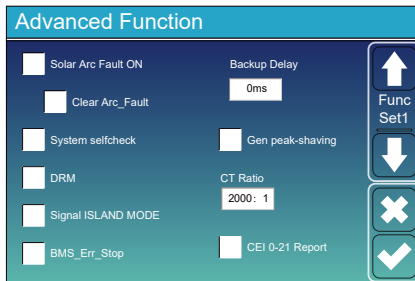 Advanced Function
Solar Arc Fault ON
Backup Delay
0ms
Clear Arc_Fault
Func
Set1
System selfcheck
Gen peak-shaving
DRM
CT Ratio
2000: 1
Signal ISLAND MODE
BMS_Err_Stop
CEI 0-21 Report